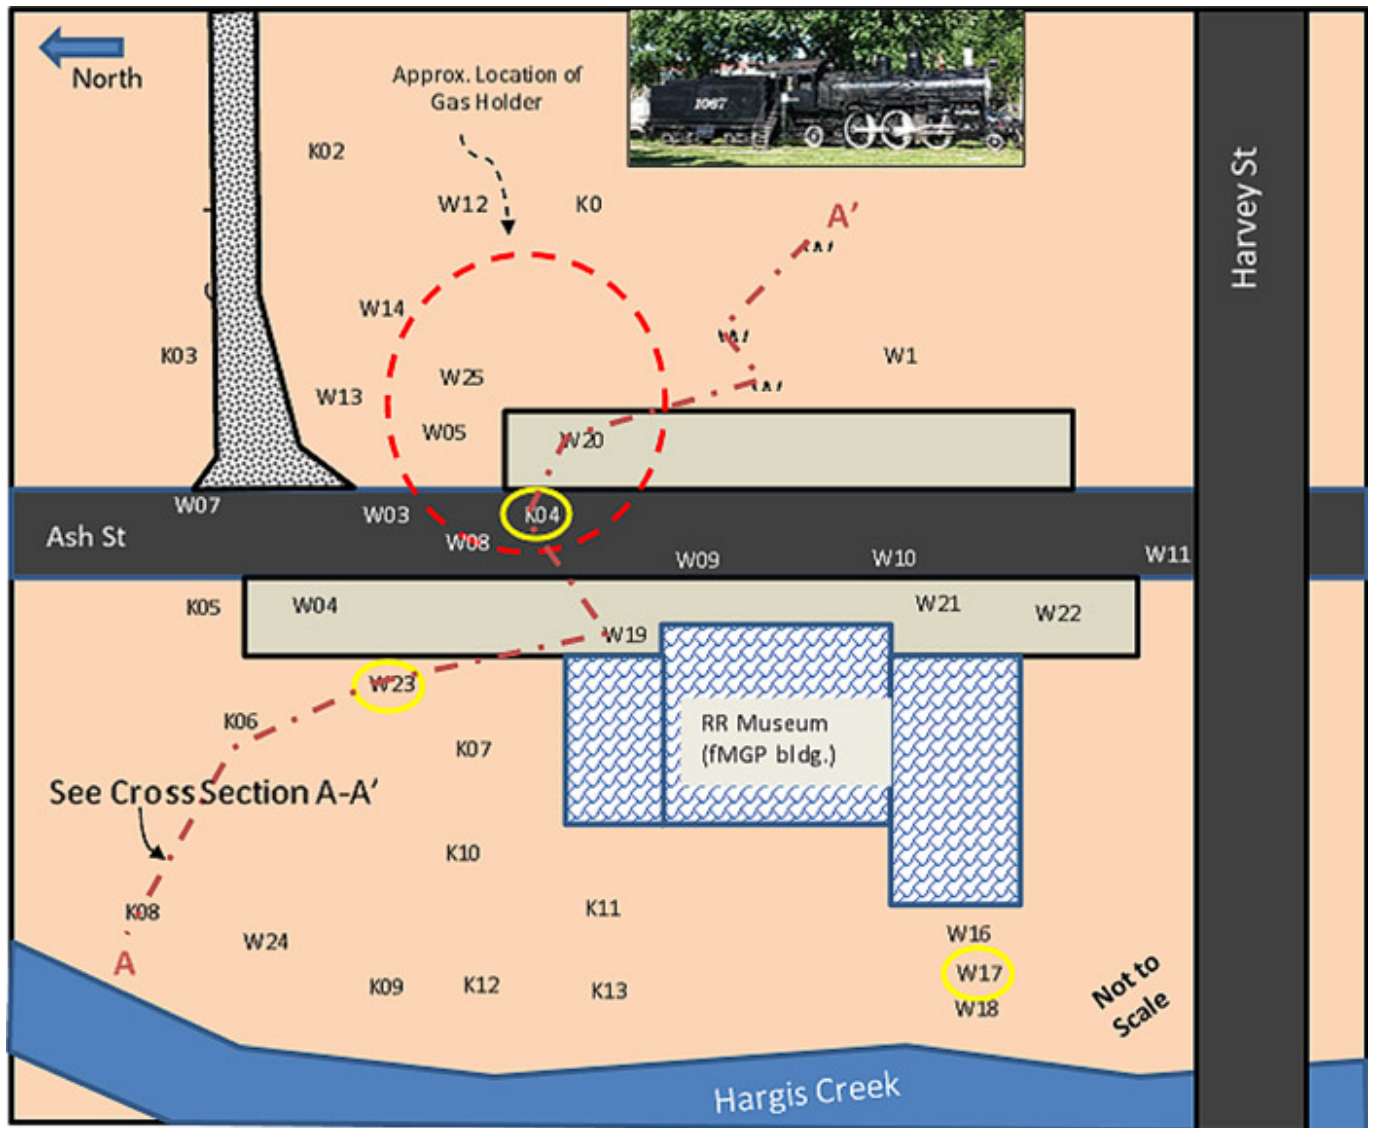 North
Approx. Location of
Gas Holder
1067
K02
W12
K0
A'
Harvey St
W14
K03
W1
W25
W13
W05
W20
W07
W03
K04
Ash St
W08
W09
W10
W11
K05
W04
W21
W22
W19
W23
K06
RR Museum
(fMGP bldg.)
K07
See Cross Section A-A'
K10
K08
K11
W24
W16
A
W17
Not to
Scale
K09
K12
K13
W18
Hargis Creek